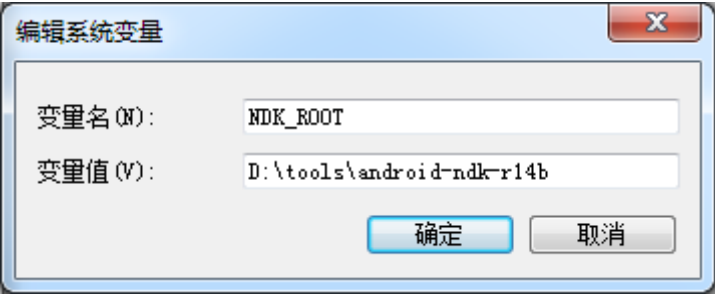 编辑系统变量
变量名(N): NDK_ROOT
变量值(V): D:\tools\android-ndk-r14b
确定 取消